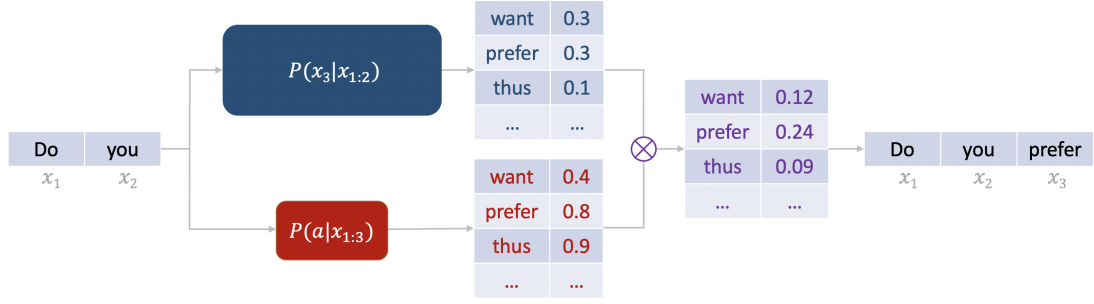 Do you
x₁ x₂
P(x₃|x₁:₂)
want 0.3
prefer 0.3
thus 0.1
... ...
P(a|x₁:₃)
want 0.4
prefer 0.8
thus 0.9
... ...
want 0.12
prefer 0.24
thus 0.09
... ...
Do you prefer
x₁ x₂ x₃